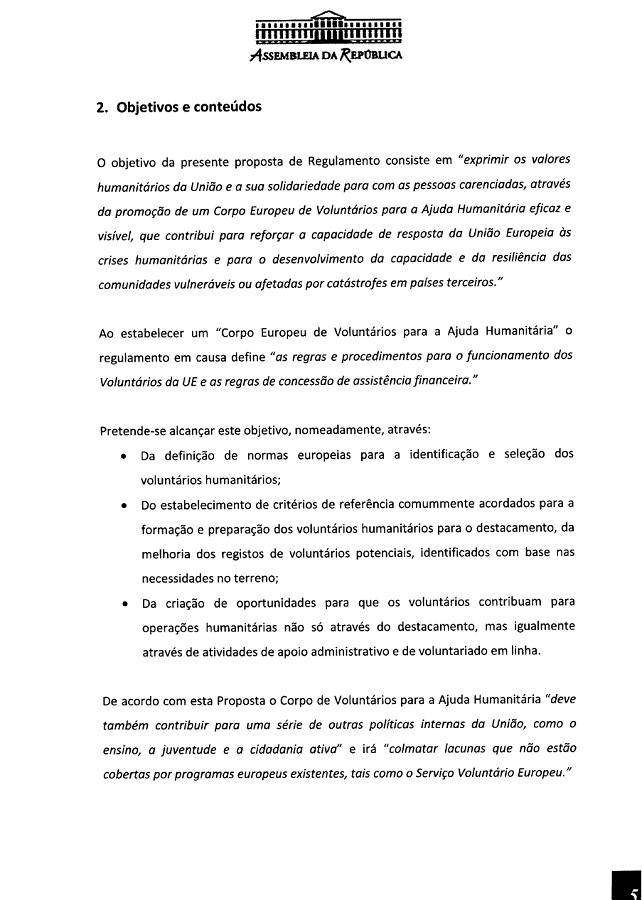 ASSEMBLEIA DA REPÚBLICA
2. Objetivos e conteúdos
O objetivo da presente proposta de Regulamento consiste em "exprimir os valores
humanitários da União e a sua solidariedade para com as pessoas carenciadas, através
da promoção de um Corpo Europeu de Voluntários para a Ajuda Humanitária eficaz e
visível, que contribui para reforçar a capacidade de resposta da União Europeia às
crises humanitárias e para o desenvolvimento da capacidade e da resiliência das
comunidades vulneráveis ou afetadas por catástrofes em países terceiros."
Ao estabelecer um "Corpo Europeu de Voluntários para a Ajuda Humanitária" o
regulamento em causa define "as regras e procedimentos para o funcionamento dos
Voluntários da UE e as regras de concessão de assistência financeira."
Pretende-se alcançar este objetivo, nomeadamente, através:
• Da definição de normas europeias para a identificação e seleção dos
voluntários humanitários;
• Do estabelecimento de critérios de referência comummente acordados para a
formação e preparação dos voluntários humanitários para o destacamento, da
melhoria dos registos de voluntários potenciais, identificados com base nas
necessidades no terreno;
• Da criação de oportunidades para que os voluntários contribuam para
operações humanitárias não só através do destacamento, mas igualmente
através de atividades de apoio administrativo e de voluntariado em linha.
De acordo com esta Proposta o Corpo de Voluntários para a Ajuda Humanitária "deve
também contribuir para uma série de outras políticas internas da União, como o
ensino, a juventude e a cidadania ativa" e irá "colmatar lacunas que não estão
cobertas por programas europeus existentes, tais como o Serviço Voluntário Europeu."
5